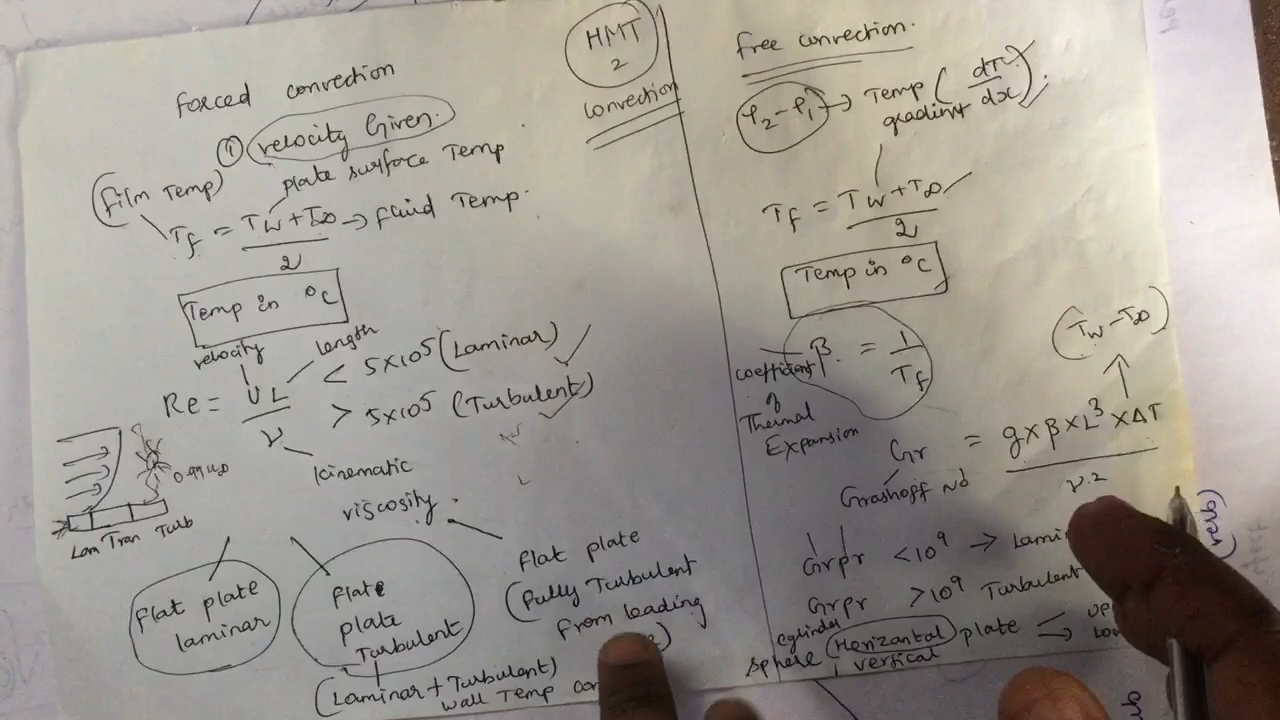 HMT
2
Convection
Forced convection
① velocity Given.
(Film Temp)
plate surface Temp
Tf = TW + T∞ → Fluid Temp.
2
Temp in °C
velocity
length
Re = UL
ν
< 5×10⁵ (Laminar)
> 5×10⁵ (Turbulent)
kinematic
viscosity.
0.99 U∞
Lam Tran Turb
Flat plate
laminar
Flate
plate
Turbulent
(Laminar + Turbulent)
wall Temp
Flat plate
(Fully Turbulent
From leading
Free convection.
ρ2 - ρ1 → Temp (dT/dx).
gradient
Tf = TW + T∞
2
Temp in °C
(TW - T∞)
β = 1
Tf
coefficient
of
Thermal
Expansion
Gr = g×β×L³×ΔT
ν2
Grashoff No
Grpr < 10⁹ →
Grpr > 10⁹ Turbulent
cylinder
sphere Horizantal plate
vertical